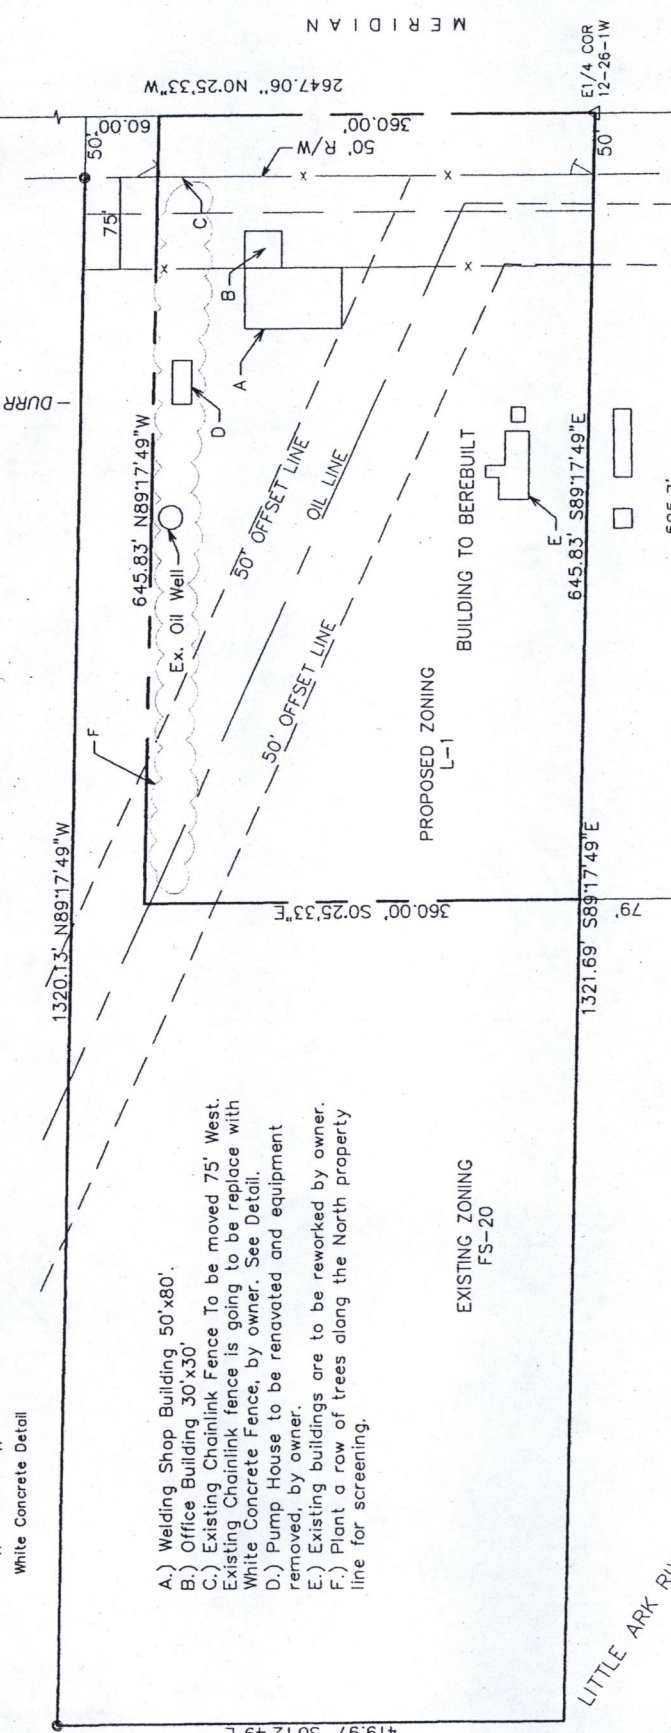 White Concrete Detail
1320.13' N89°17'49"W
645.83' N89°17'49"W
DURR
75'
50'
60.00'
2647.06" N0°25'33"W
MERIDIAN
F
Ex. Oil Well
D
A
B
C
50' R/W
360.00'
50' OFFSET LINE
OIL LINE
50' OFFSET LINE
PROPOSED ZONING
L-1
BUILDING TO BEREBUILT
E
360.00' S0°25'33"E
A.) Welding Shop Building 50'x80'.
B.) Office Building 30'x30'
C.) Existing Chainlink Fence To be moved 75' West.
Existing Chainlink fence is going to be replace with
White Concrete Fence, by owner. See Detail.
D.) Pump House to be renavated and equipment
removed, by owner.
E.) Existing buildings are to be reworked by owner.
F.) Plant a row of trees along the North property
line for screening.
EXISTING ZONING
FS-20
1321.69' S89°17'49"E
645.83' S89°17'49"E
50'
E1/4 COR
12-26-1W
79'
LITTLE ARK